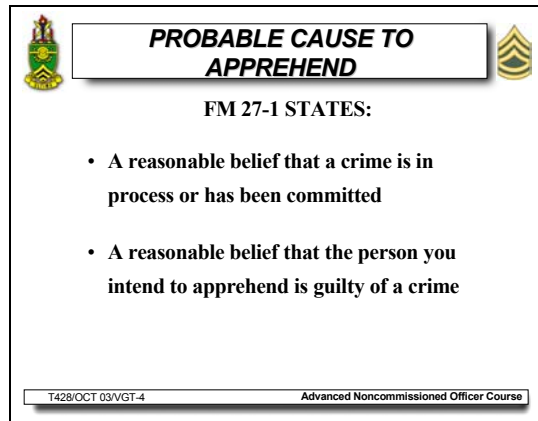 PROBABLE CAUSE TO
APPREHEND
FM 27-1 STATES:
• A reasonable belief that a crime is in
process or has been committed
• A reasonable belief that the person you
intend to apprehend is guilty of a crime
T428/OCT 03/VGT-4 Advanced Noncommissioned Officer Course